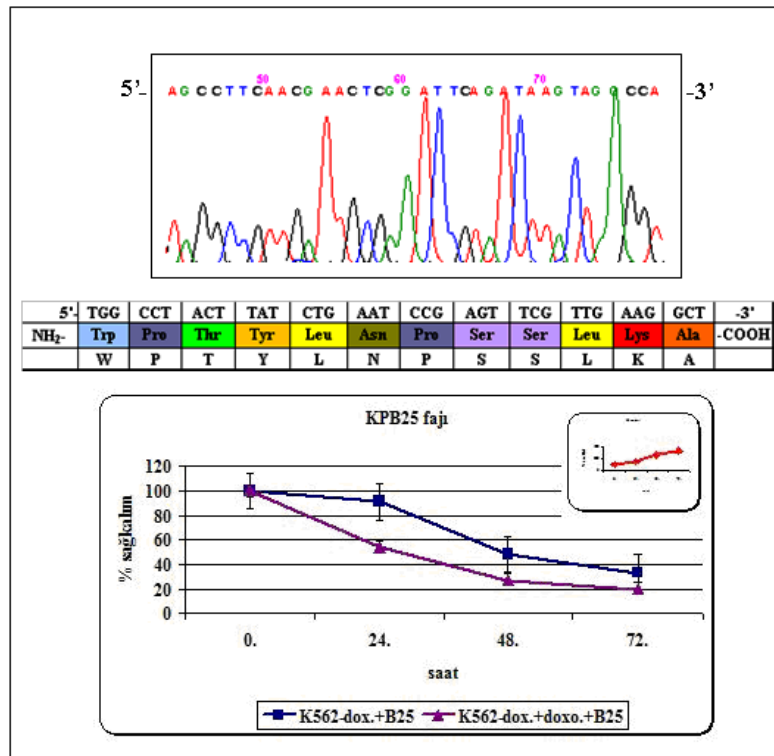 50 60 70
5' AGCCTTCAACGAACTCGGATTCAGATAAGTAGGCCA -3'
5'- TGG CCT ACT TAT CTG AAT CCG AGT TCG TTG AAG GCT -3'
NH2- Trp Pro Thr Tyr Leu Asn Pro Ser Ser Leu Lys Ala -COOH
W P T Y L N P S S L K A
KPB25 fajı
120
100
80
60
40
20
0
% sağkalım
0. 24. 48. 72.
saat
K562-dox.+B25 K562-dox.+doxo.+B25